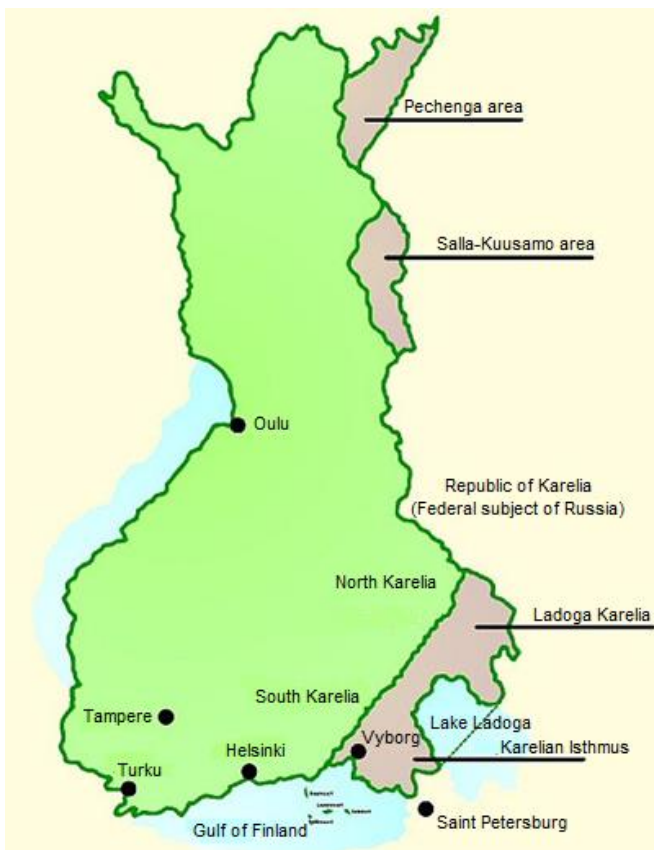 Pechenga area
Salla-Kuusamo area
Oulu
Republic of Karelia
(Federal subject of Russia)
North Karelia
Ladoga Karelia
South Karelia
Tampere
Lake Ladoga
Vyborg
Karelian Isthmus
Helsinki
Turku
Saint Petersburg
Gulf of Finland